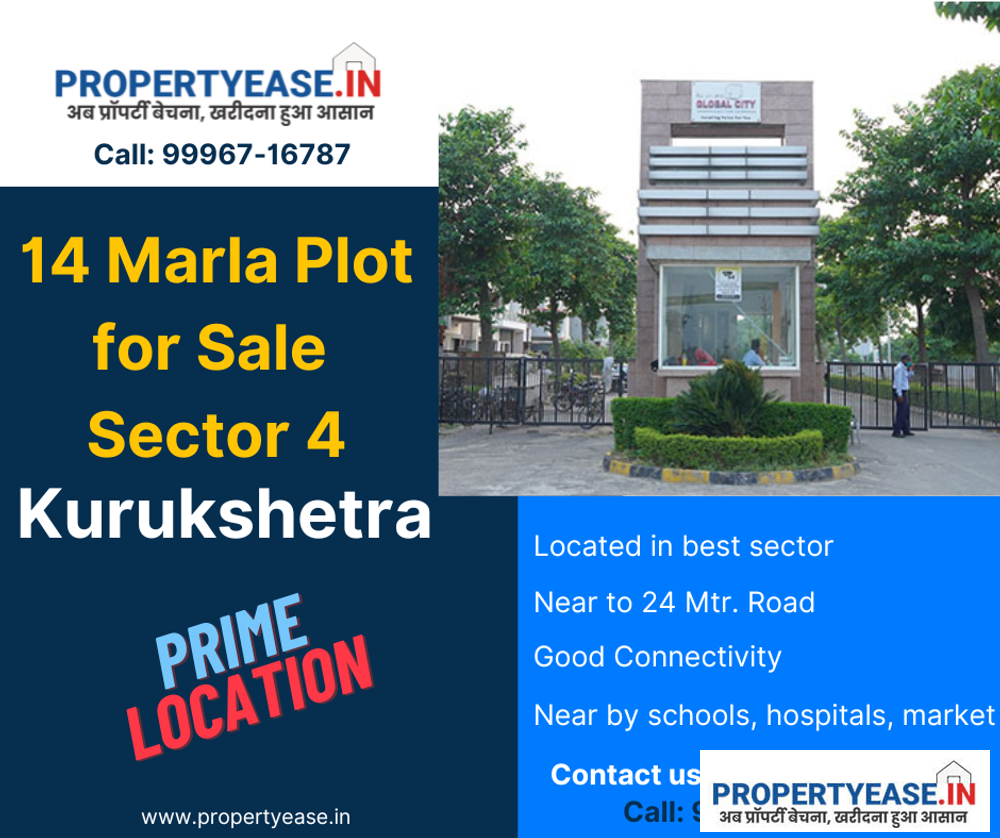 PROPERTYEASE.IN
अब प्रॉपर्टी बेचना, खरीदना हुआ आसान
Call: 99967-16787
14 Marla Plot
for Sale
Sector 4
Kurukshetra
PRIME
LOCATION
www.propertyease.in
GLOBAL CITY
Located in best sector
Near to 24 Mtr. Road
Good Connectivity
Near by schools, hospitals, market
Contact us
Call: 9
PROPERTYEASE.IN
अब प्रॉपर्टी बेचना, खरीदना हुआ आसान